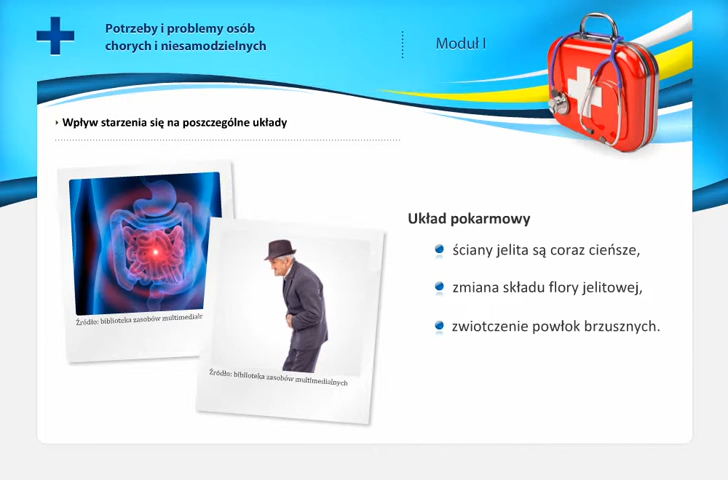 Potrzeby i problemy osób
chorych i niesamodzielnych
Moduł I
Wpływ starzenia się na poszczególne układy
Układ pokarmowy
ściany jelita są coraz cieńsze,
zmiana składu flory jelitowej,
zwiotczenie powłok brzusznych.
Źródło: biblioteka zasobów
Źródło: biblioteka zasobów multimedialnych